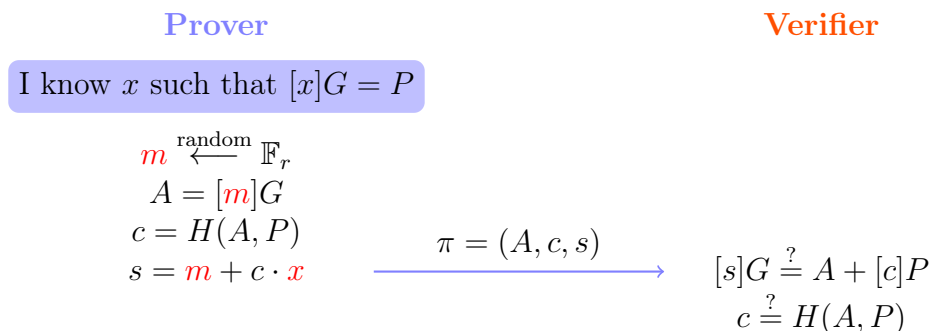 Prover
Verifier
I know x such that [x]G = P
m ←random 𝔽_r
A = [m]G
c = H(A, P)
s = m + c · x
π = (A, c, s)
[s]G ≟ A + [c]P
c ≟ H(A, P)